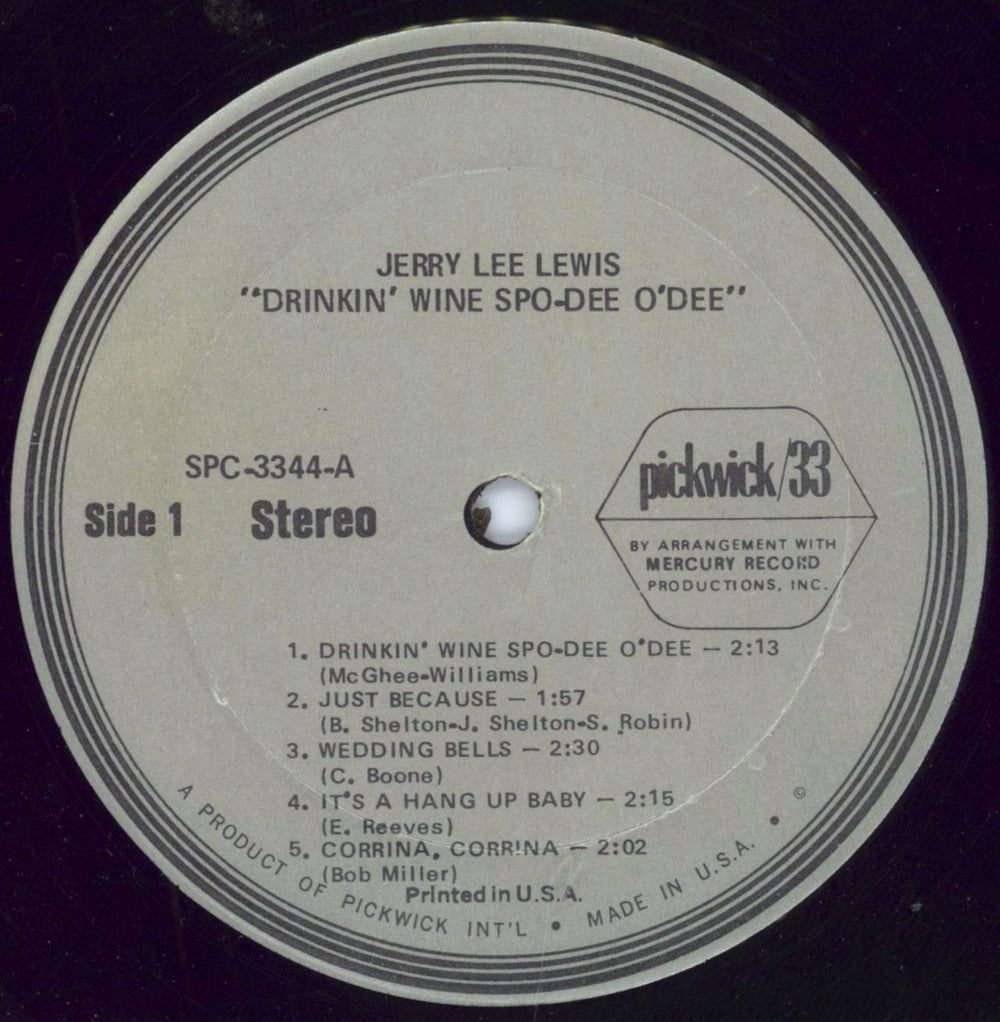 JERRY LEE LEWIS
"DRINKIN' WINE SPO-DEE O'DEE"
SPC-3344-A
Side 1 Stereo
pickwick/33
BY ARRANGEMENT WITH
MERCURY RECORD
PRODUCTIONS, INC.
1. DRINKIN' WINE SPO-DEE O'DEE — 2:13
(McGhee-Williams)
2. JUST BECAUSE — 1:57
(B. Shelton-J. Shelton-S. Robin)
3. WEDDING BELLS — 2:30
(C. Boone)
4. IT'S A HANG UP BABY — 2:15
(E. Reeves)
5. CORRINA, CORRINA — 2:02
(Bob Miller)
Printed in U.S.A.
A PRODUCT OF PICKWICK INT'L • MADE IN U.S.A. • ©